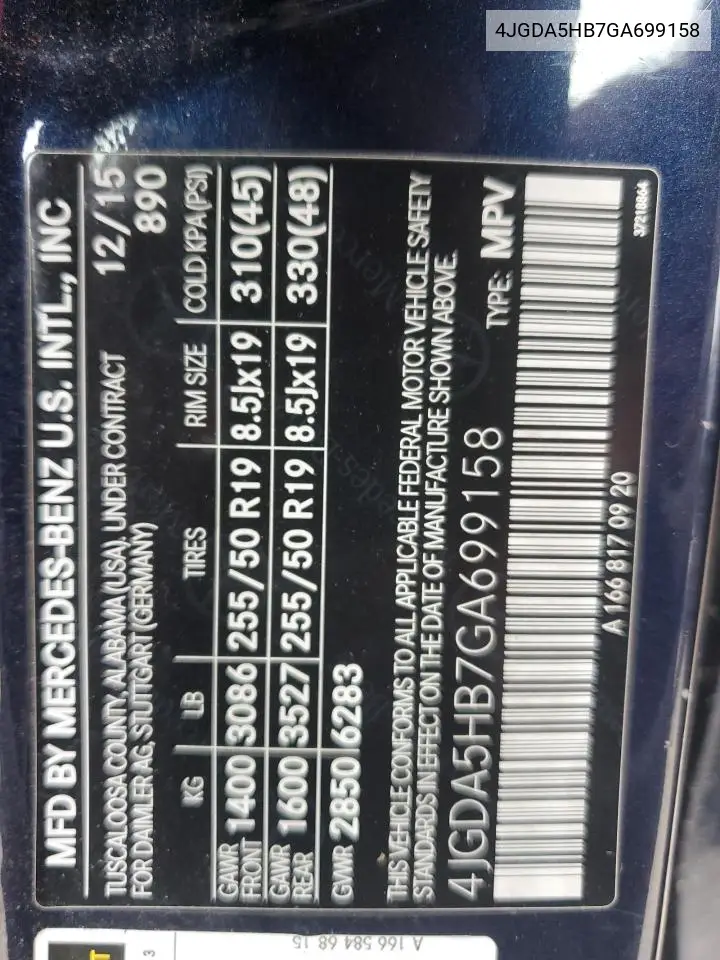 4JGDA5HB7GA699158
MFD BY MERCEDES-BENZ U.S. INTL., INC
TUSCALOOSA COUNTY, ALABAMA (USA), UNDER CONTRACT 12/15
FOR DAIMLER AG, STUTTGART (GERMANY) 890
KG LB TIRES RIM SIZE COLD KPA (PSI)
GAWR FRONT 1400 3086 255/50 R19 8.5Jx19 310(45)
GAWR REAR 1600 3527 255/50 R19 8.5Jx19 330(48)
GWR 2850 6283
THIS VEHICLE CONFORMS TO ALL APPLICABLE FEDERAL MOTOR VEHICLE SAFETY
STANDARDS IN EFFECT ON THE DATE OF MANUFACTURE SHOWN ABOVE.
4JGDA5HB7GA699158 TYPE: MPV
A 166 817 09 20
37218864
A 166 584 68 15
3